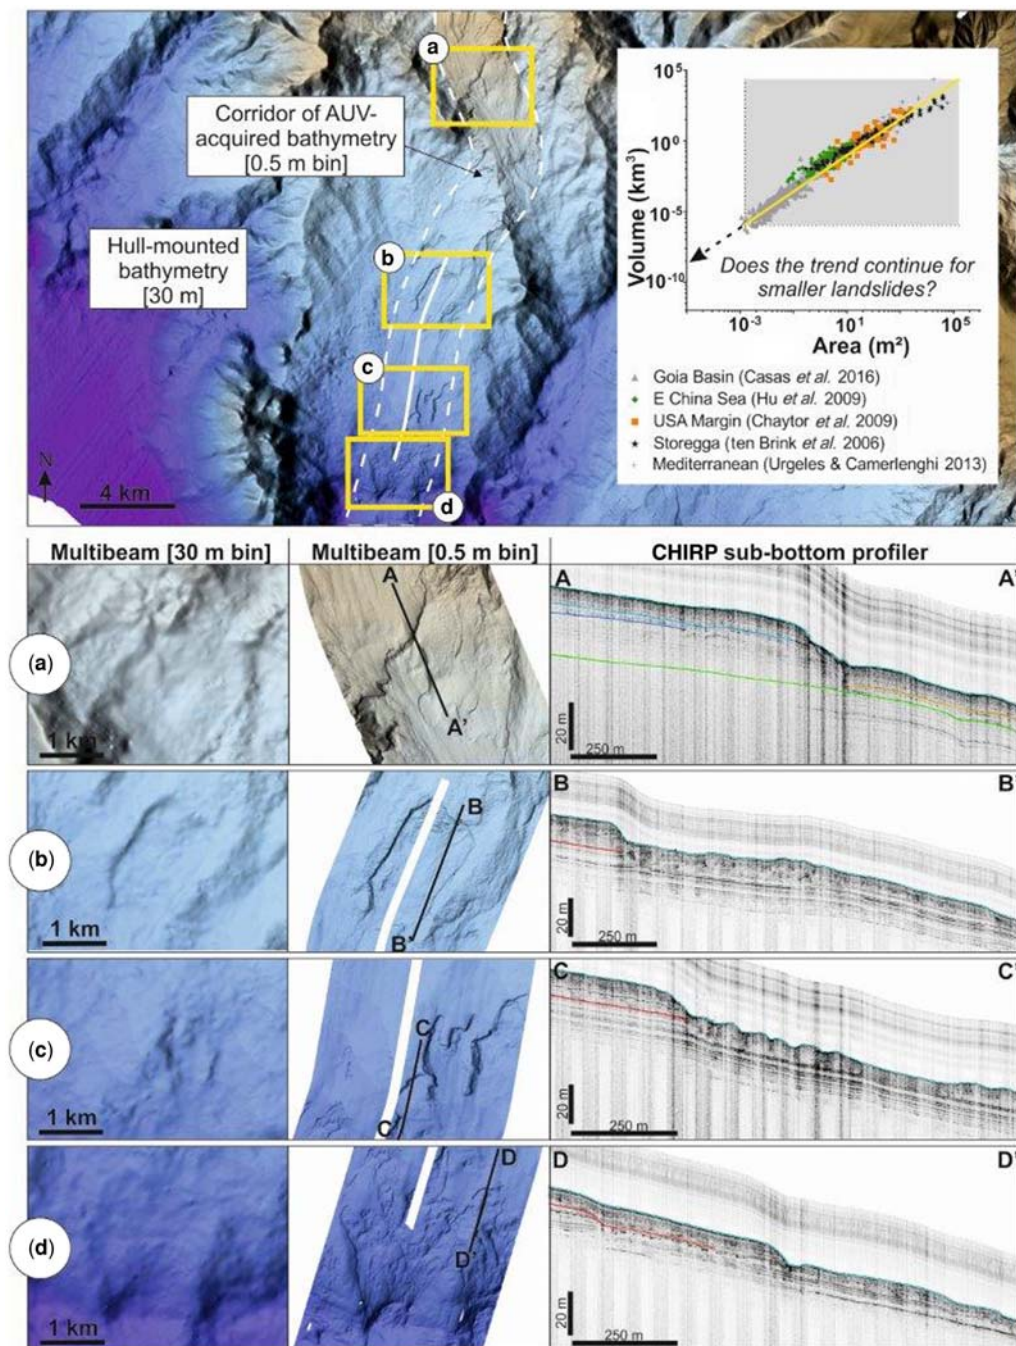 a
Corridor of AUV-
acquired bathymetry
[0.5 m bin]
Hull-mounted
bathymetry
[30 m]
b
c
d
N
4 km
Volume (km³)
10⁵
10⁰
10⁻⁵
10⁻¹⁰
Does the trend continue for
smaller landslides?
10⁻³
10¹
10⁵
Area (m²)
Goia Basin (Casas et al. 2016)
E China Sea (Hu et al. 2009)
USA Margin (Chaytor et al. 2009)
Storegga (ten Brink et al. 2006)
Mediterranean (Urgeles & Camerlenghi 2013)
Multibeam [30 m bin]
Multibeam [0.5 m bin]
CHIRP sub-bottom profiler
(a)
1 km
A
A'
A
A'
20 m
250 m
(b)
1 km
B
B'
B
B'
20 m
250 m
(c)
1 km
C
C'
C
C'
20 m
250 m
(d)
1 km
D
D'
D
D'
20 m
250 m